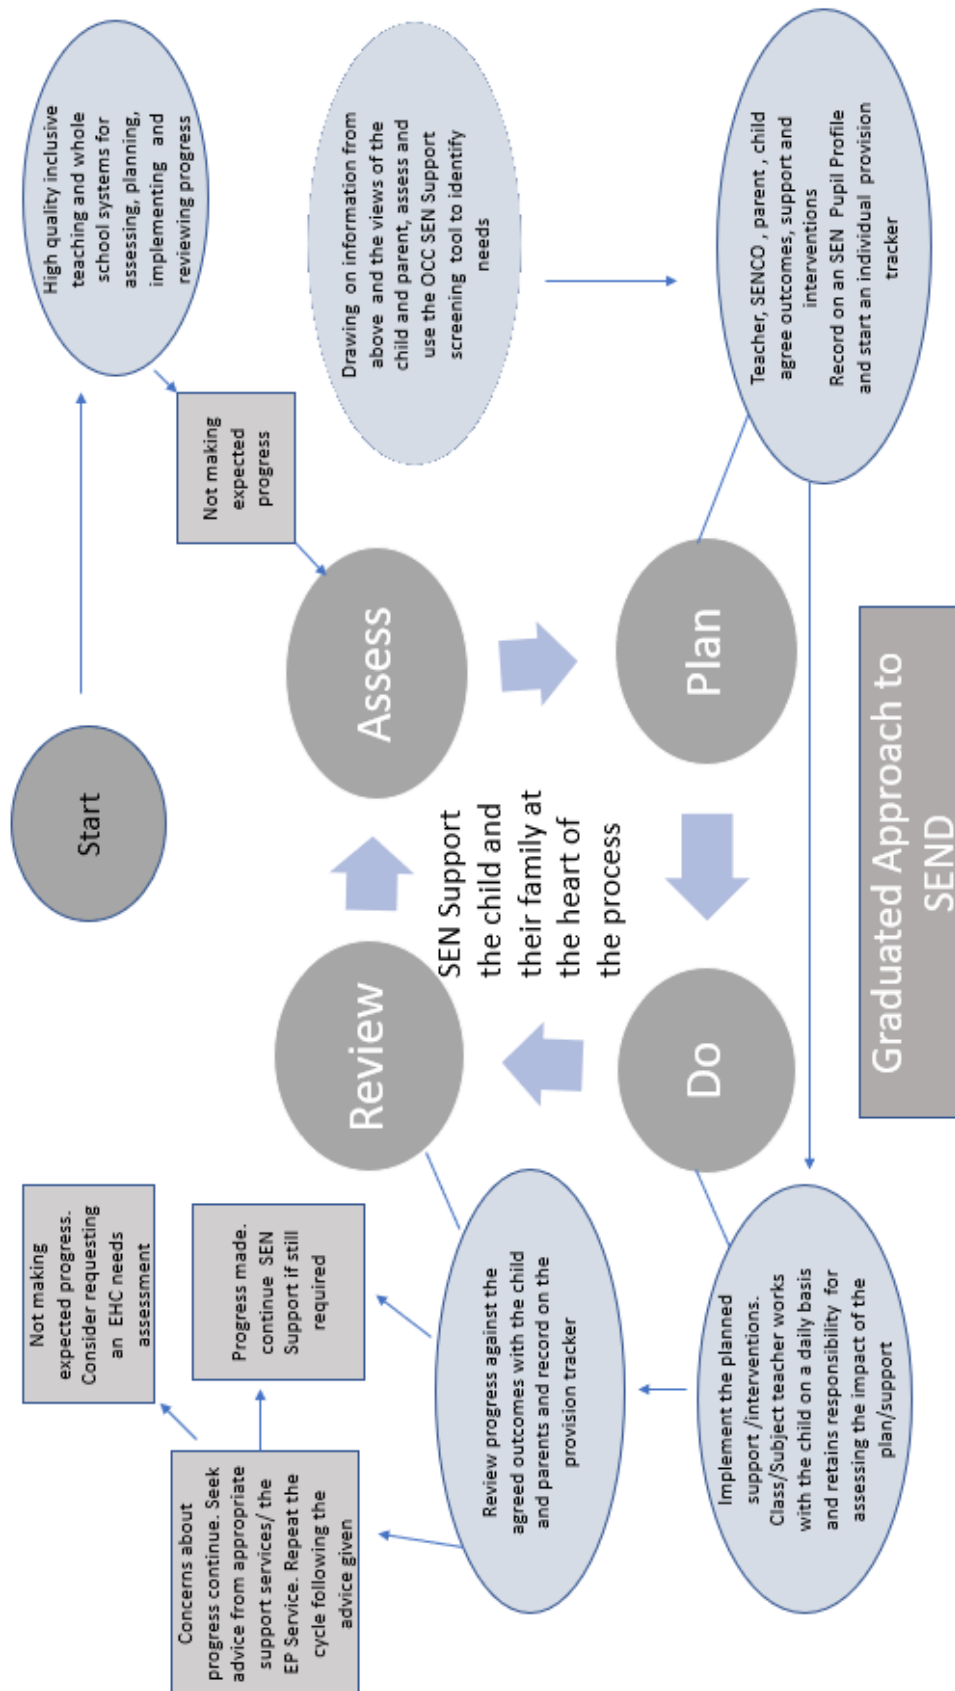 Start
High quality inclusive
teaching and whole
school systems for
assessing, planning,
implementing and
reviewing progress
Not making
expected
progress
Assess
Drawing on information from
above and the views of the
child and parent, assess and
use the OCC SEN Support
screening tool to identify
needs
Plan
Teacher, SENCO , parent , child
agree outcomes, support and
interventions
Record on an SEN Pupil Profile
and start an individual provision
tracker
Do
Implement the planned
support /interventions.
Class/Subject teacher works
with the child on a daily basis
and retains responsibility for
assessing the impact of the
plan/support
Review
Review progress against the
agreed outcomes with the child
and parents and record on the
provision tracker
Progress made.
continue SEN
Support if still
required
Concerns about
progress continue. Seek
advice from appropriate
support services/ the
EP Service. Repeat the
cycle following the
advice given
Not making
expected progress.
Consider requesting
an EHC needs
assessment
SEN Support
the child and
their family at
the heart of
the process
Graduated Approach to
SEND